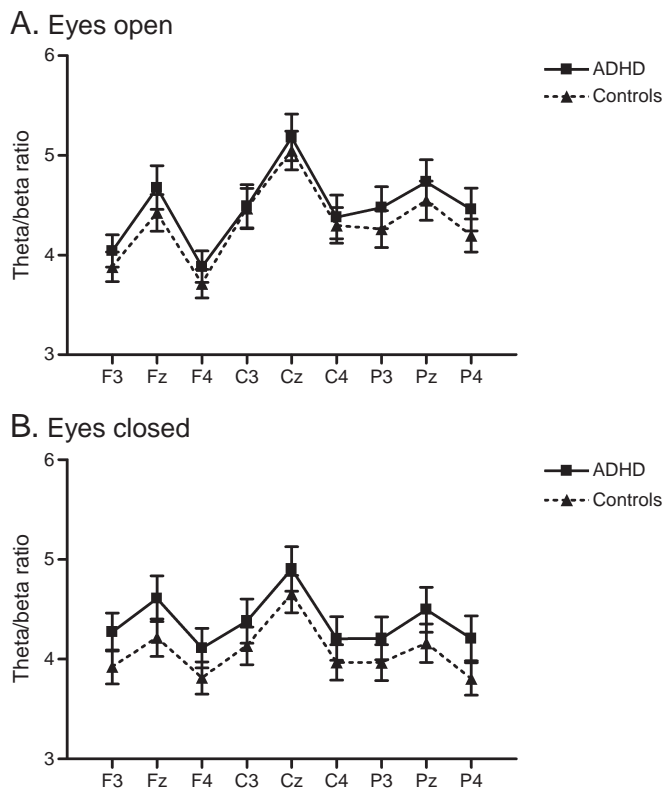 A. Eyes open
6
5
4
3
Theta/beta ratio
ADHD
Controls
F3 Fz F4 C3 Cz C4 P3 Pz P4
B. Eyes closed
6
5
4
3
Theta/beta ratio
ADHD
Controls
F3 Fz F4 C3 Cz C4 P3 Pz P4